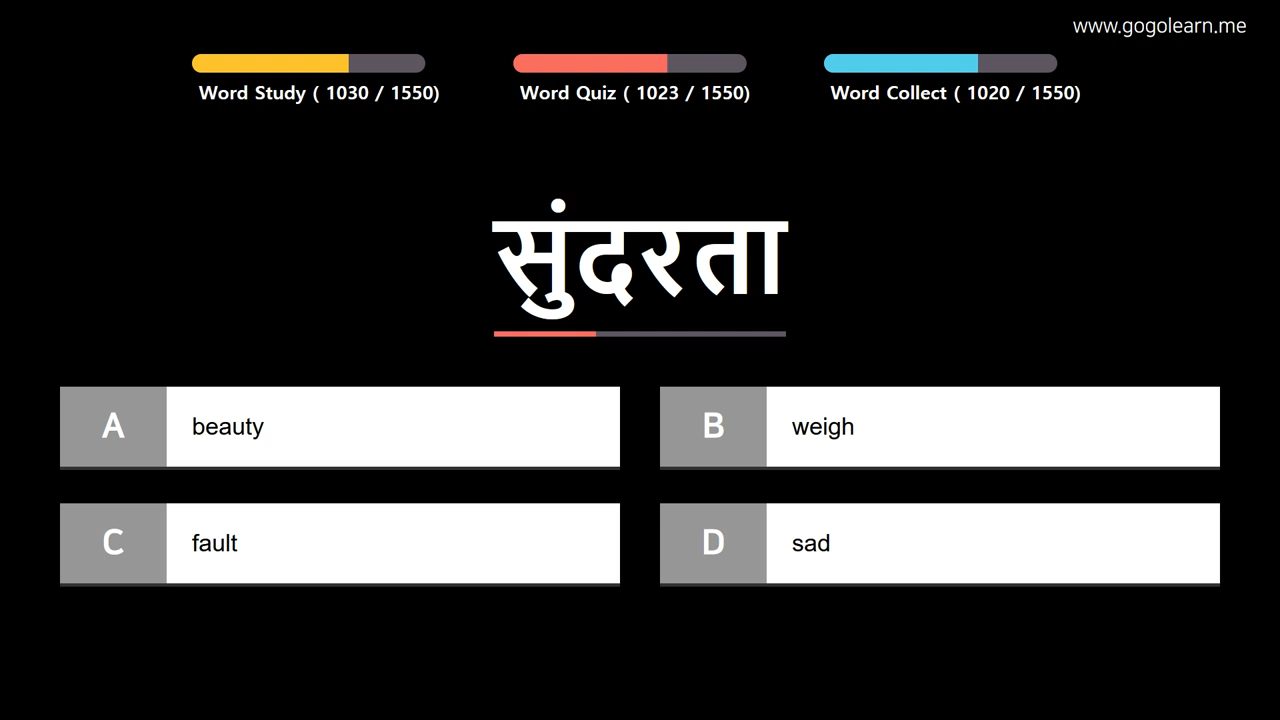 www.gogolearn.me
Word Study ( 1030 / 1550)
Word Quiz ( 1023 / 1550)
Word Collect ( 1020 / 1550)
सुंदरता
A beauty
B weigh
C fault
D sad